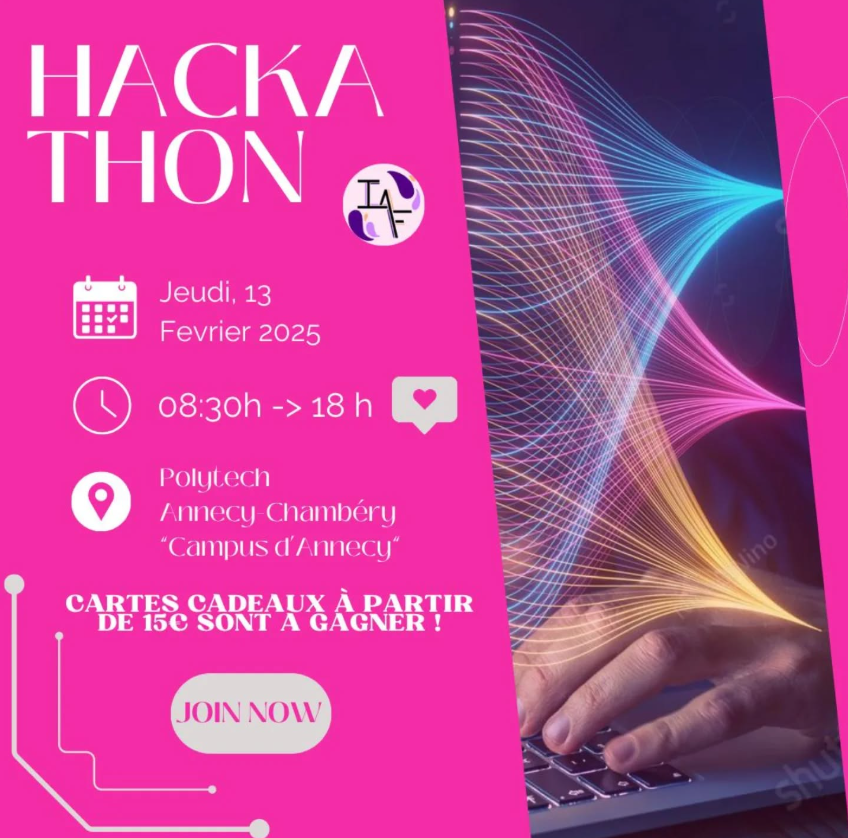 HACKA
THON
IAF
Jeudi, 13
Fevrier 2025
08:30h -> 18 h
Polytech
Annecy-Chambéry
“Campus d'Annecy“
CARTES CADEAUX À PARTIR
DE 15€ SONT À GAGNER !
JOIN NOW